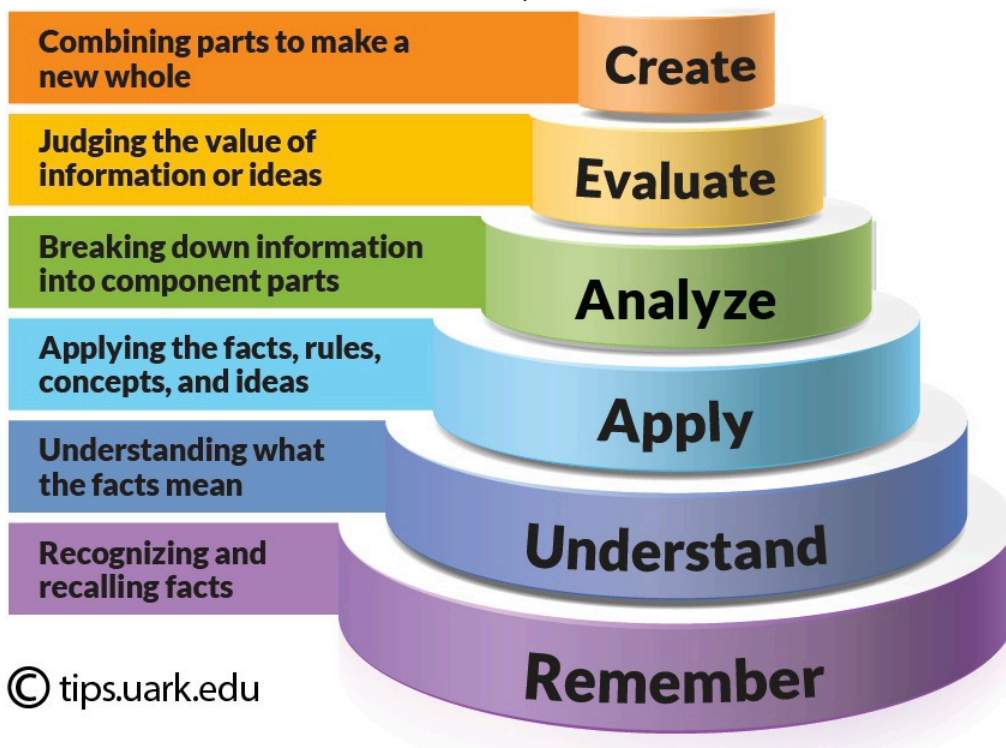 Combining parts to make a
new whole
Create
Judging the value of
information or ideas
Evaluate
Breaking down information
into component parts
Analyze
Applying the facts, rules,
concepts, and ideas
Apply
Understanding what
the facts mean
Understand
Recognizing and
recalling facts
Remember
© tips.uark.edu